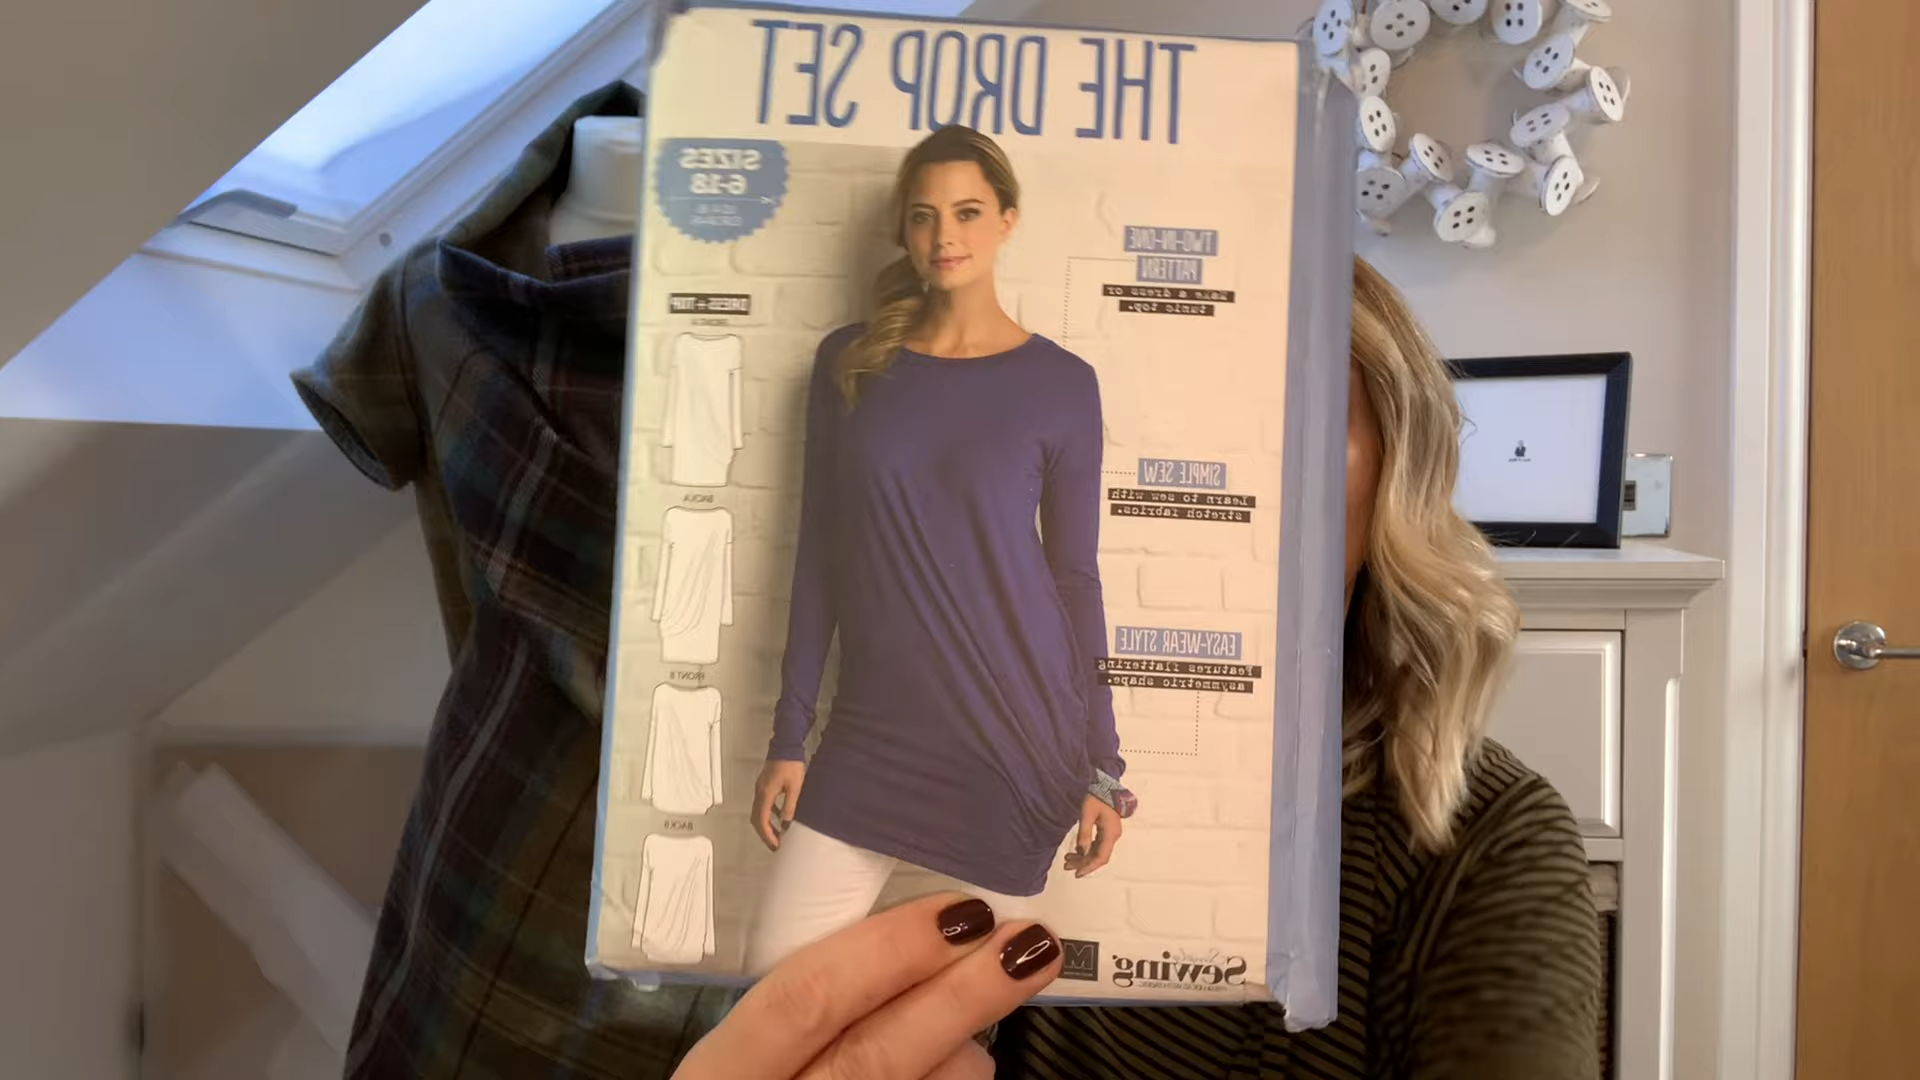 THE DROP SET
SIZES
6-18
TWO-IN-ONE
PATTERN
Make a dress or
tunic top.
DRESS + TOP
SIMPLE SEW
Learn to sew with
stretch fabrics.
BACK A
EASY-WEAR STYLE
Features flattering
asymmetric shape.
FRONT B
BACK B
Simply
Sewing
M